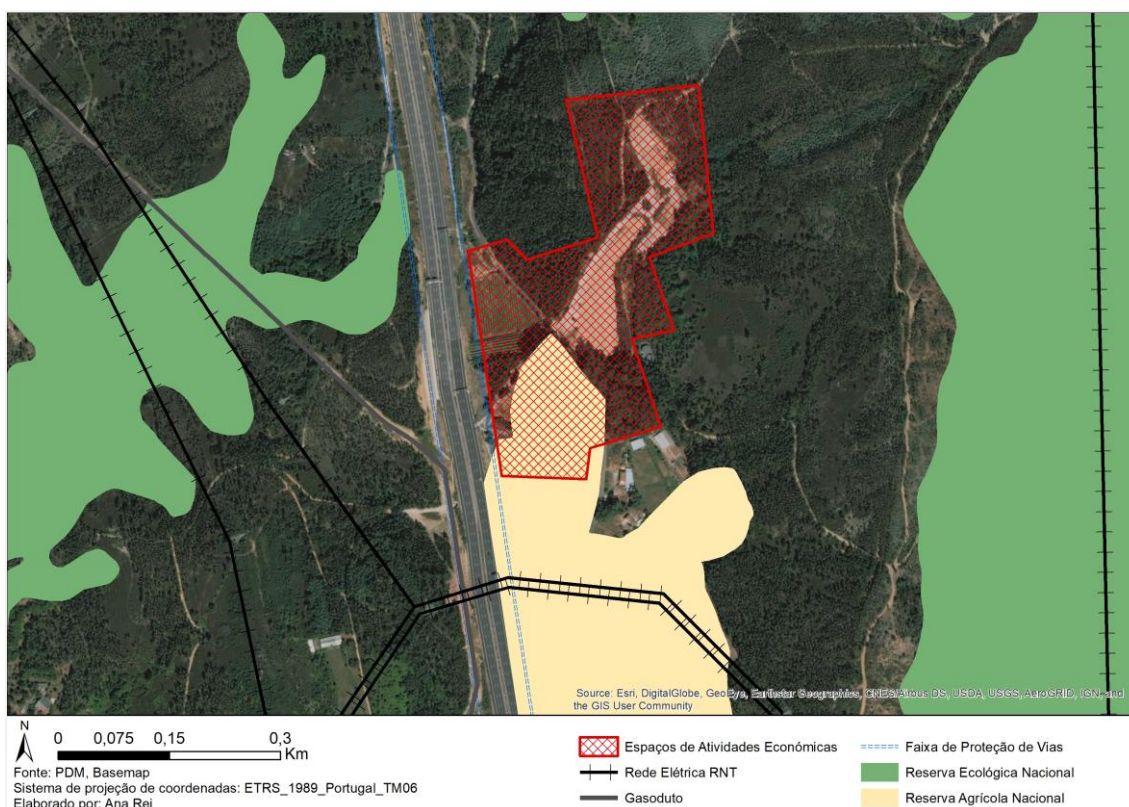 Source: Esri, DigitalGlobe, GeoEye, Earthstar Geographics, CNES/Airbus DS, USDA, USGS, AeroGRID, IGN, and
the GIS User Community
N
0 0,075 0,15 0,3
Km
Fonte: PDM, Basemap
Sistema de projeção de coordenadas: ETRS_1989_Portugal_TM06
Elaborado por: Ana Rei
Espaços de Atividades Económicas
Rede Elétrica RNT
Gasoduto
Faixa de Proteção de Vias
Reserva Ecológica Nacional
Reserva Agrícola Nacional